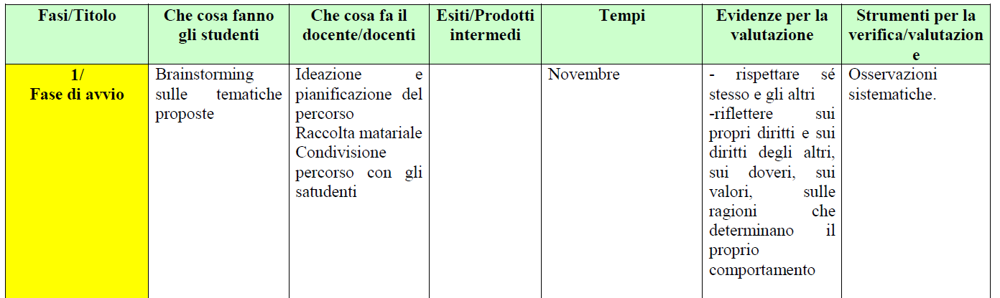 Fasi/Titolo
Che cosa fanno
gli studenti
Che cosa fa il
docente/docenti
Esiti/Prodotti
intermedi
Tempi
Evidenze per la
valutazione
Strumenti per la
verifica/valutazion
e
1/
Fase di avvio
Brainstorming
sulle tematiche
proposte
Ideazione e
pianificazione del
percorso
Raccolta matariale
Condivisione
percorso con gli
satudenti
Novembre
- rispettare sé
stesso e gli altri
-riflettere sui
propri diritti e sui
diritti degli altri,
sui doveri, sui
valori, sulle
ragioni che
determinano il
proprio
comportamento
Osservazioni
sistematiche.